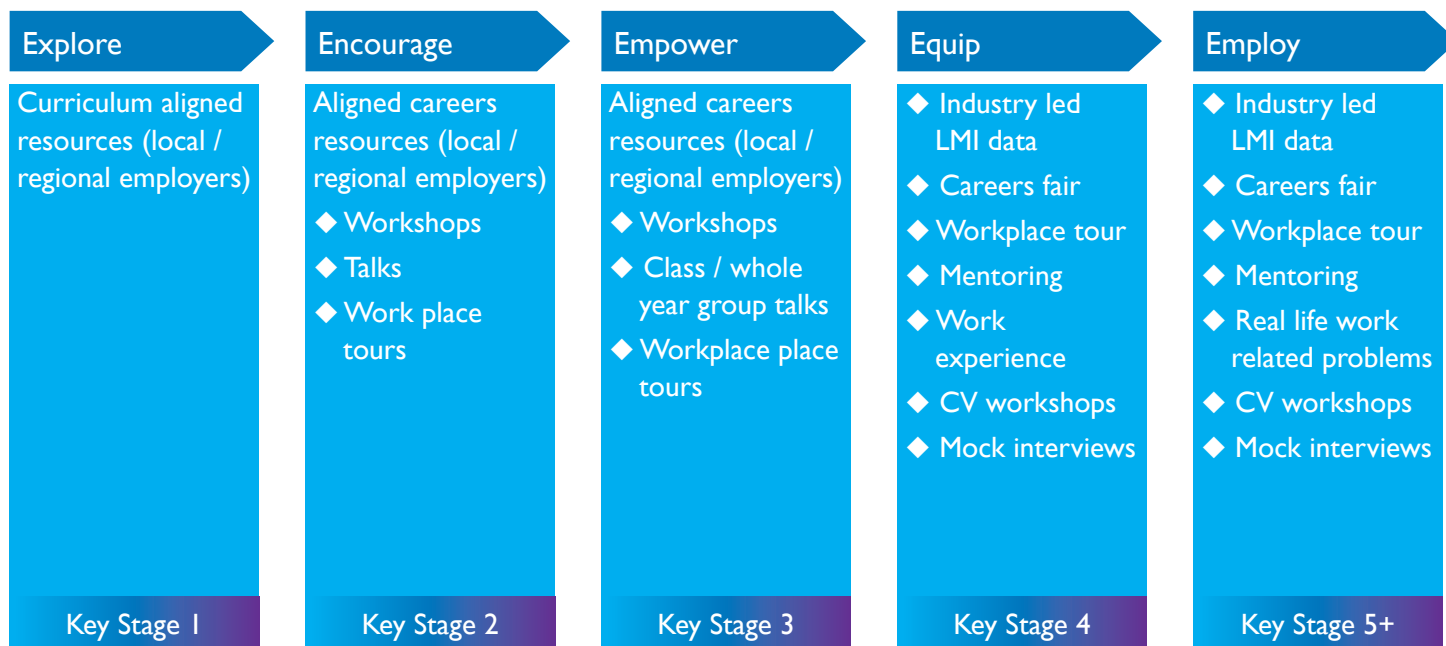 Explore
Curriculum aligned
resources (local /
regional employers)
Key Stage 1
Encourage
Aligned careers
resources (local /
regional employers)
◆ Workshops
◆ Talks
◆ Work place
tours
Key Stage 2
Empower
Aligned careers
resources (local /
regional employers)
◆ Workshops
◆ Class / whole
year group talks
◆ Workplace place
tours
Key Stage 3
Equip
◆ Industry led
LMI data
◆ Careers fair
◆ Workplace tour
◆ Mentoring
◆ Work
experience
◆ CV workshops
◆ Mock interviews
Key Stage 4
Employ
◆ Industry led
LMI data
◆ Careers fair
◆ Workplace tour
◆ Mentoring
◆ Real life work
related problems
◆ CV workshops
◆ Mock interviews
Key Stage 5+